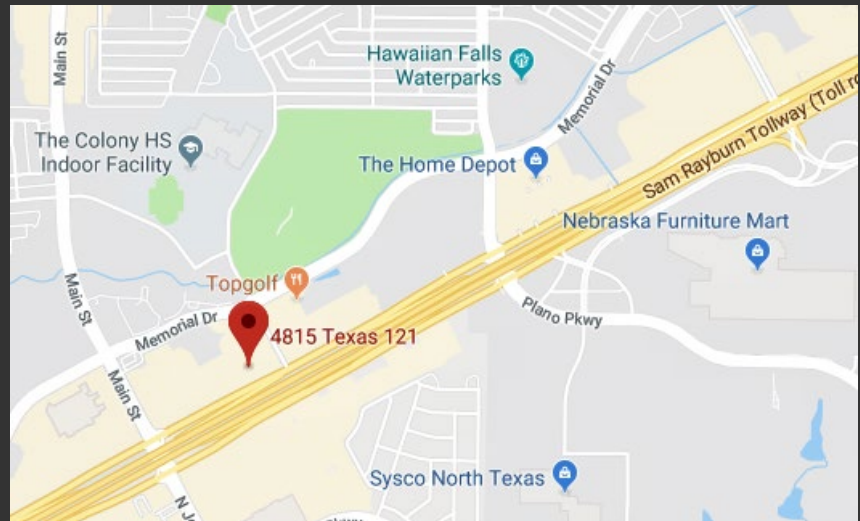 Main St
Hawaiian Falls
Waterparks
Memorial Dr
Sam Rayburn Tollway (Toll
The Colony HS
Indoor Facility
The Home Depot
Nebraska Furniture Mart
Main St
Topgolf
Plano Pkwy
Memorial Dr
4815 Texas 121
Main St
Sysco North Texas